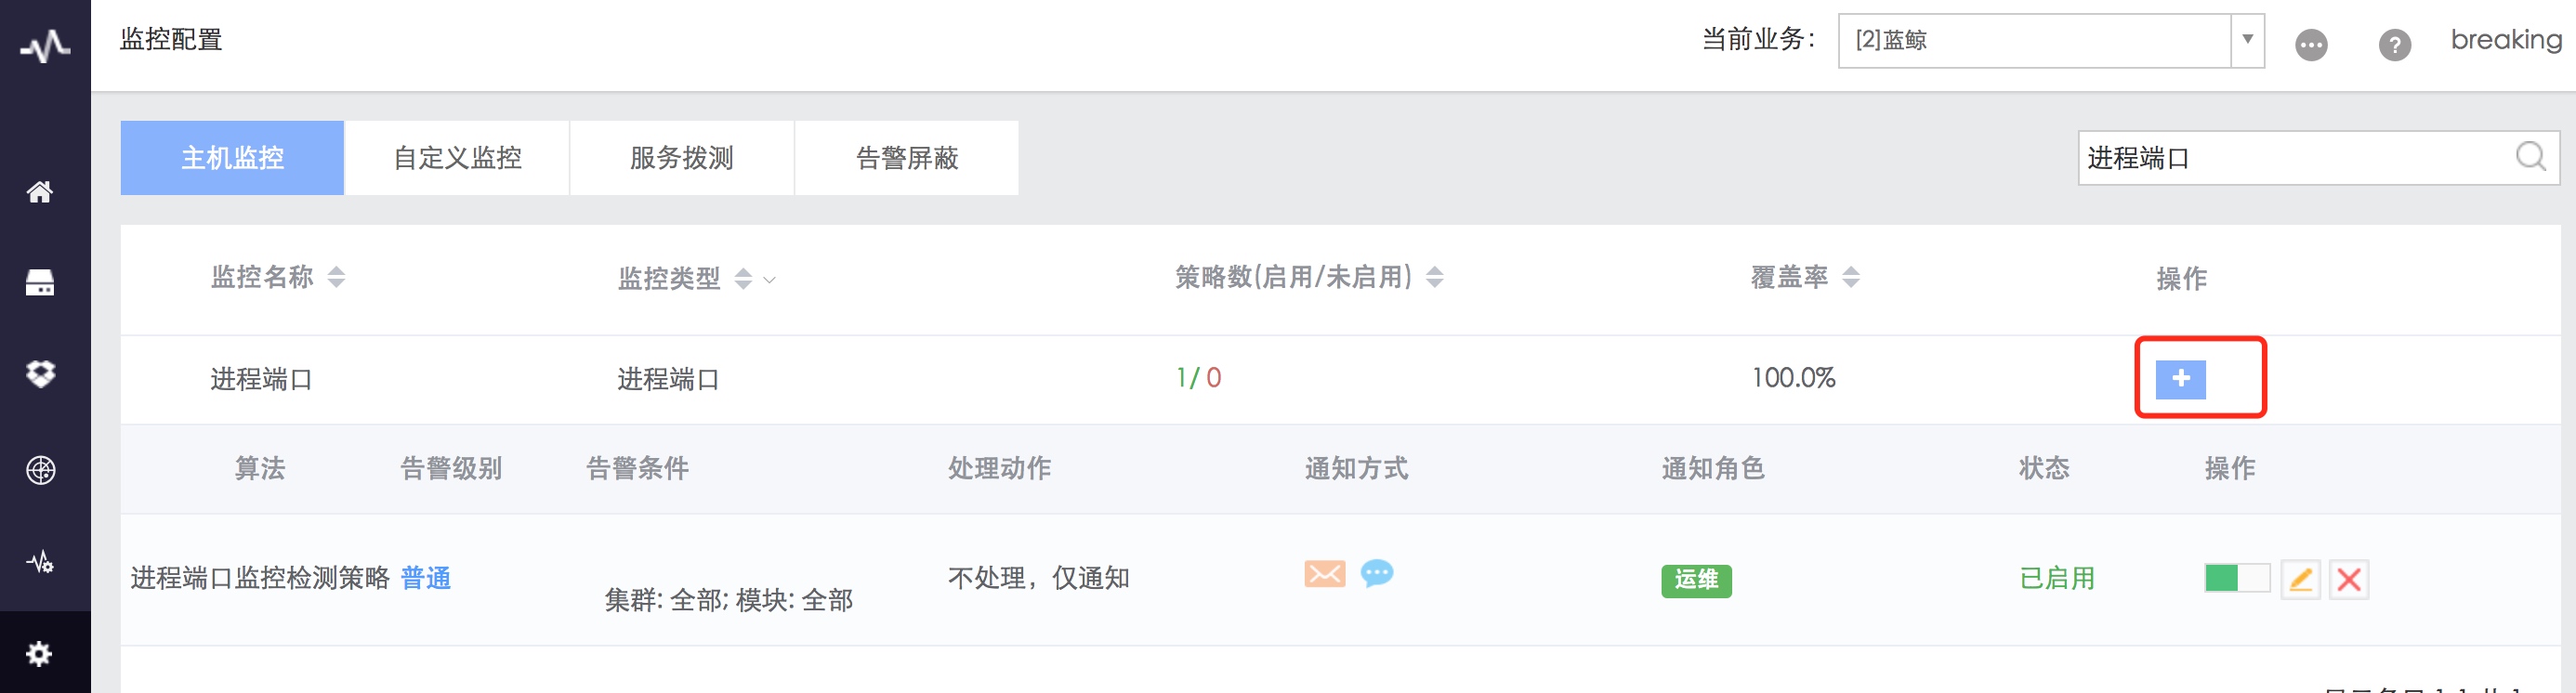 监控配置
当前业务：
[2]蓝鲸
breaking
主机监控
自定义监控
服务拨测
告警屏蔽
进程端口
监控名称
监控类型
策略数(启用/未启用)
覆盖率
操作
进程端口
进程端口
1/ 0
100.0%
算法
告警级别
告警条件
处理动作
通知方式
通知角色
状态
操作
进程端口监控检测策略
普通
集群: 全部; 模块: 全部
不处理，仅通知
运维
已启用